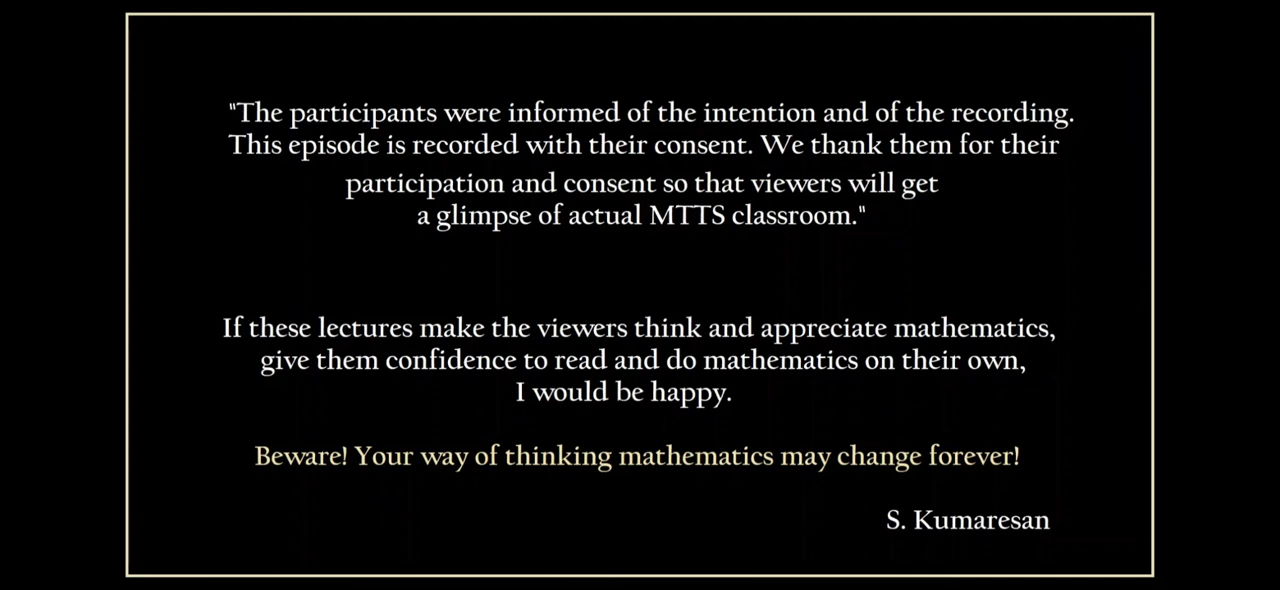 "The participants were informed of the intention and of the recording.
This episode is recorded with their consent. We thank them for their
participation and consent so that viewers will get
a glimpse of actual MTTS classroom."
If these lectures make the viewers think and appreciate mathematics,
give them confidence to read and do mathematics on their own,
I would be happy.
Beware! Your way of thinking mathematics may change forever!
S. Kumaresan